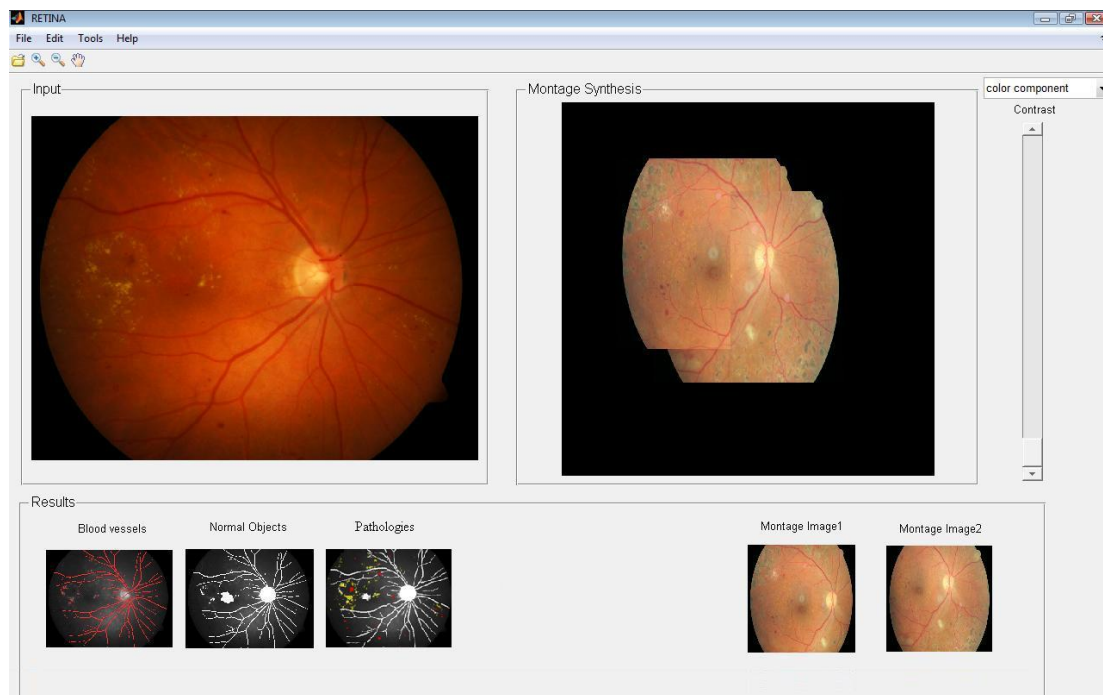 RETINA
File Edit Tools Help
Input
Montage Synthesis
color component
Contrast
Results
Blood vessels
Normal Objects
Pathologies
Montage Image1
Montage Image2